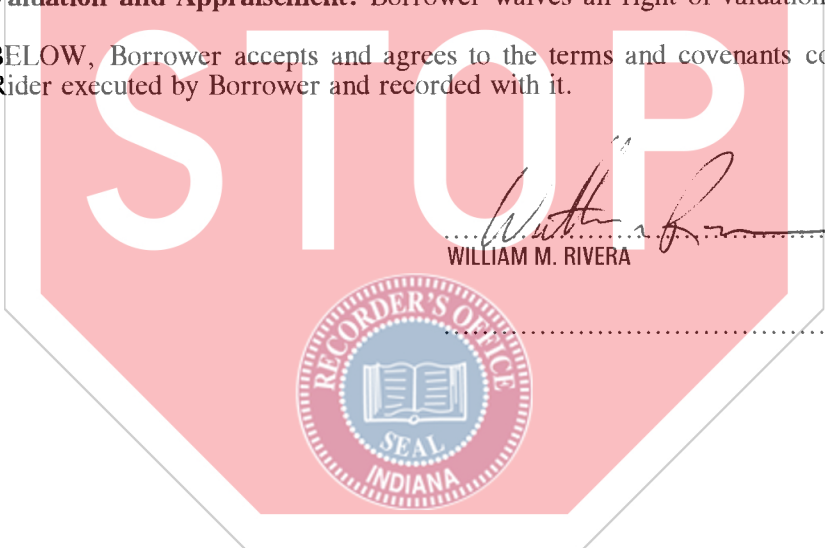 aluation and Appraisement. Borrower waives all right of valuation
BELOW, Borrower accepts and agrees to the terms and covenants co
Rider executed by Borrower and recorded with it.
STOP
WILLIAM M. RIVERA
RECORDER'S OFFICE
SEAL
INDIANA